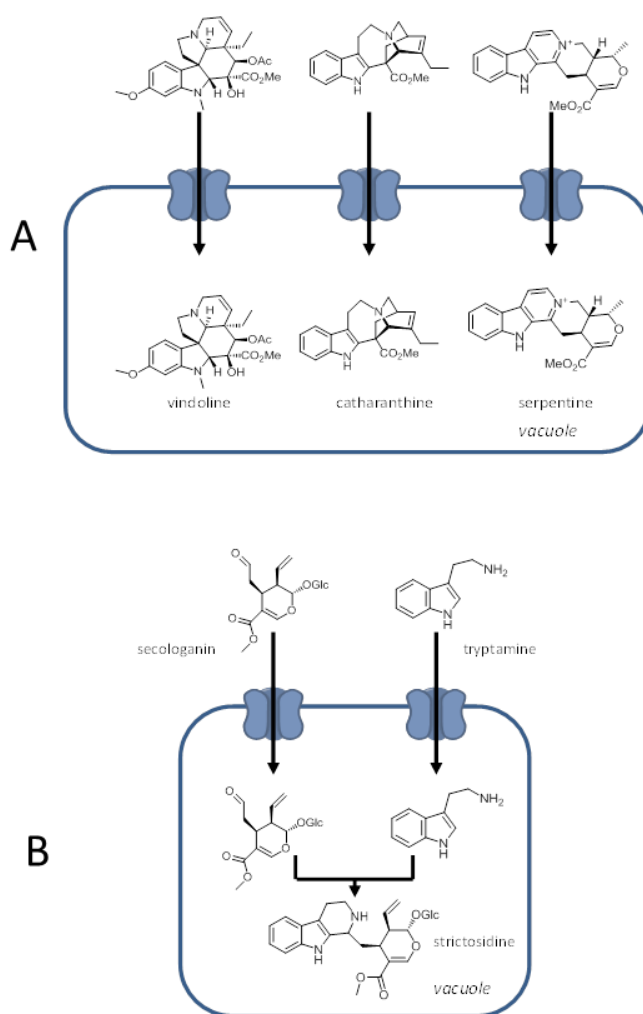 H
N
OAc
CO₂Me
N
H
OH
O
N
CO₂Me
N
H
N⁺
H
N
H
O
MeO₂C
A
H
N
OAc
CO₂Me
N
H
OH
O
vindoline
N
CO₂Me
N
H
catharanthine
N⁺
H
N
H
O
MeO₂C
serpentine
vacuole
O
OGlc
O
O
O
secologanin
NH₂
N
H
tryptamine
B
O
OGlc
O
O
O
NH₂
N
H
NH
N
H
OGlc
O
O
O
strictosidine
vacuole